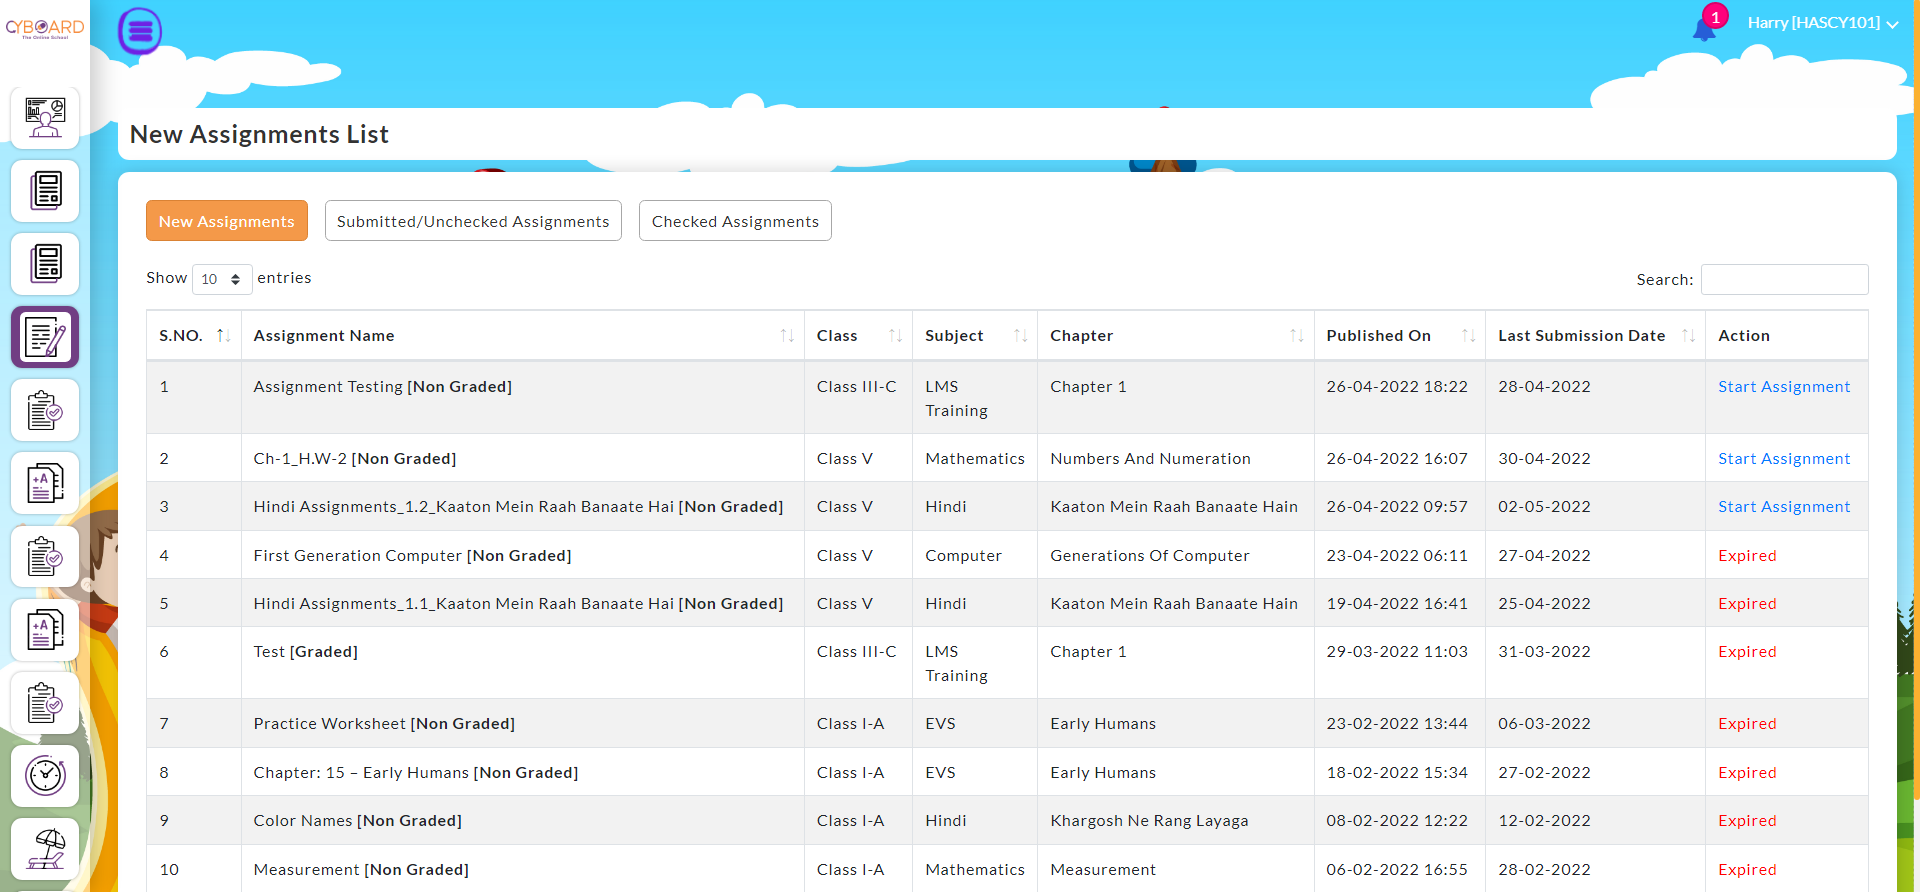 CYBOARD
The Online School
1
Harry [HASCY101]
New Assignments List
New Assignments
Submitted/Unchecked Assignments
Checked Assignments
Show 10 entries
Search:
S.NO. Assignment Name Class Subject Chapter Published On Last Submission Date Action
1 Assignment Testing [Non Graded] Class III-C LMS Training Chapter 1 26-04-2022 18:22 28-04-2022 Start Assignment
2 Ch-1_H.W-2 [Non Graded] Class V Mathematics Numbers And Numeration 26-04-2022 16:07 30-04-2022 Start Assignment
3 Hindi Assignments_1.2_Kaaton Mein Raah Banaate Hai [Non Graded] Class V Hindi Kaaton Mein Raah Banaate Hain 26-04-2022 09:57 02-05-2022 Start Assignment
4 First Generation Computer [Non Graded] Class V Computer Generations Of Computer 23-04-2022 06:11 27-04-2022 Expired
5 Hindi Assignments_1.1_Kaaton Mein Raah Banaate Hai [Non Graded] Class V Hindi Kaaton Mein Raah Banaate Hain 19-04-2022 16:41 25-04-2022 Expired
6 Test [Graded] Class III-C LMS Training Chapter 1 29-03-2022 11:03 31-03-2022 Expired
7 Practice Worksheet [Non Graded] Class I-A EVS Early Humans 23-02-2022 13:44 06-03-2022 Expired
8 Chapter: 15 – Early Humans [Non Graded] Class I-A EVS Early Humans 18-02-2022 15:34 27-02-2022 Expired
9 Color Names [Non Graded] Class I-A Hindi Khargosh Ne Rang Layaga 08-02-2022 12:22 12-02-2022 Expired
10 Measurement [Non Graded] Class I-A Mathematics Measurement 06-02-2022 16:55 28-02-2022 Expired
+A
+A